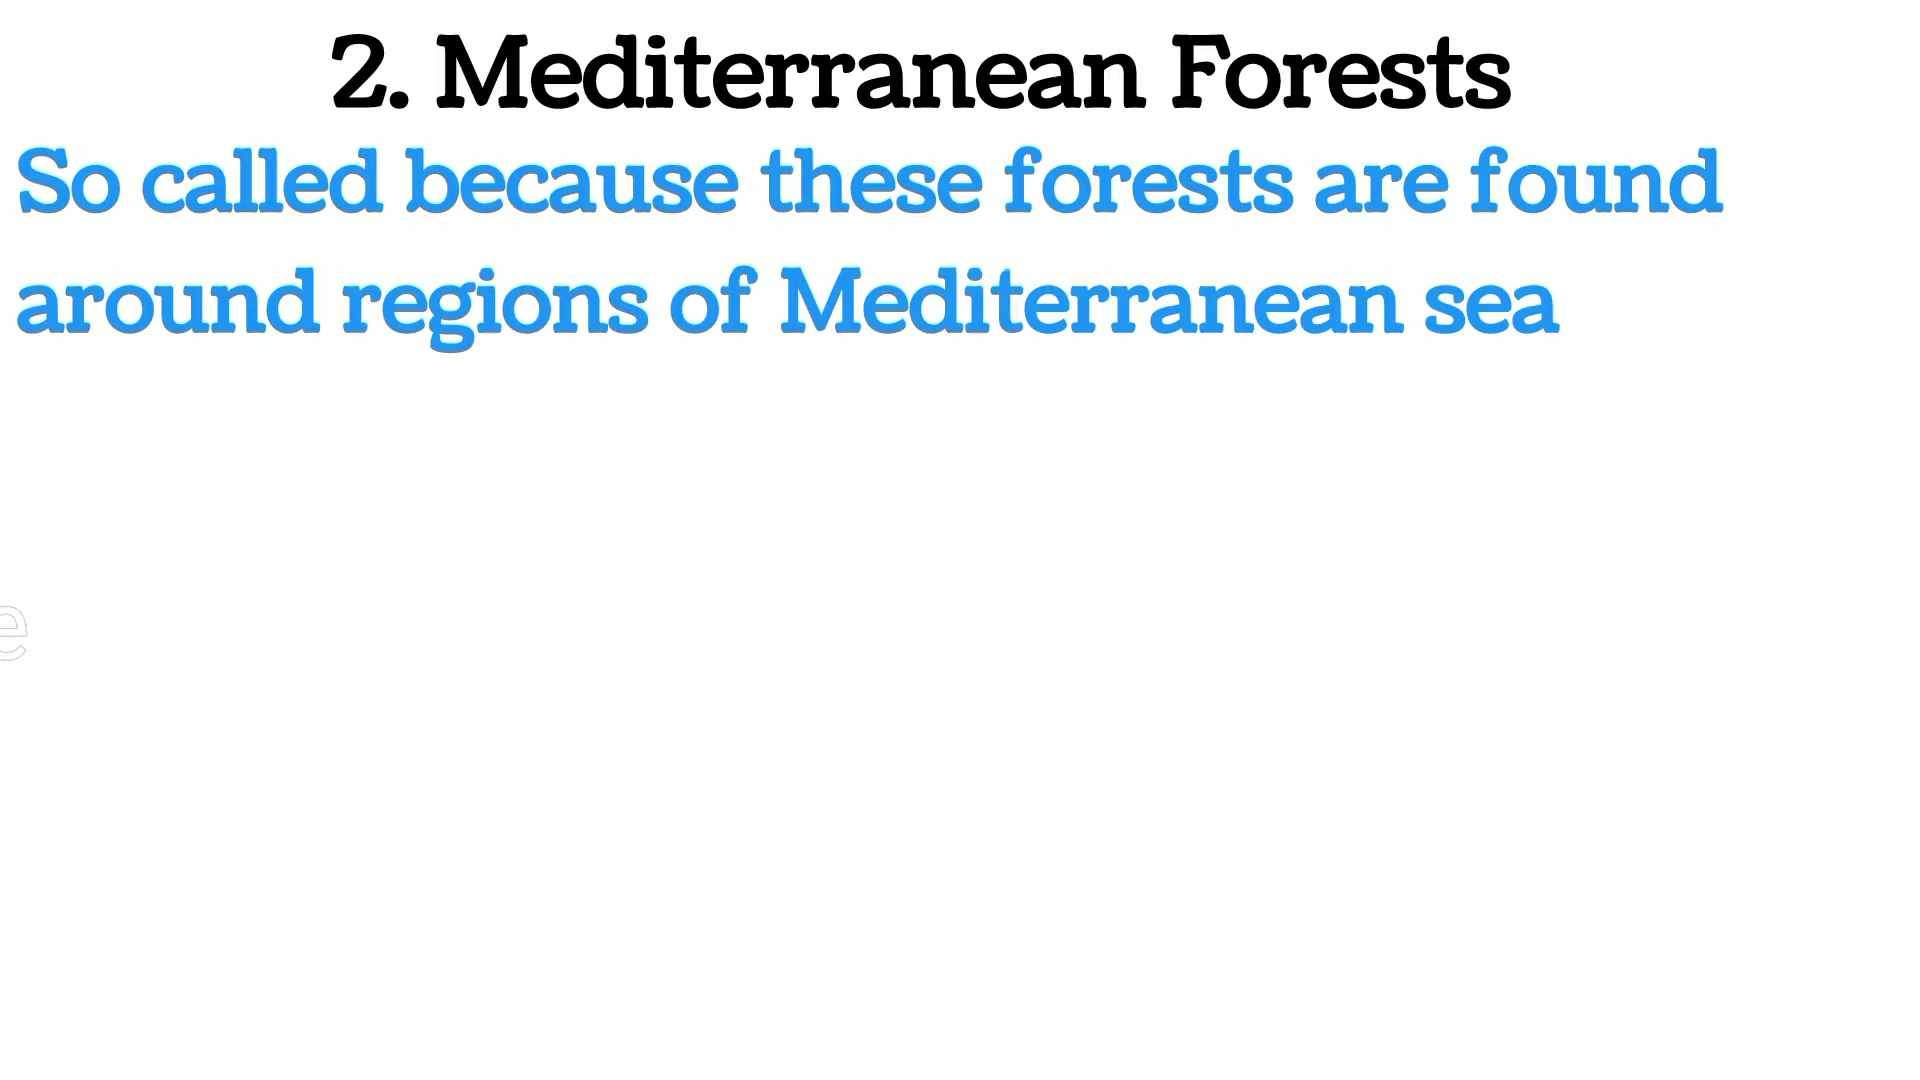 2. Mediterranean Forests
So called because these forests are found
around regions of Mediterranean sea
e